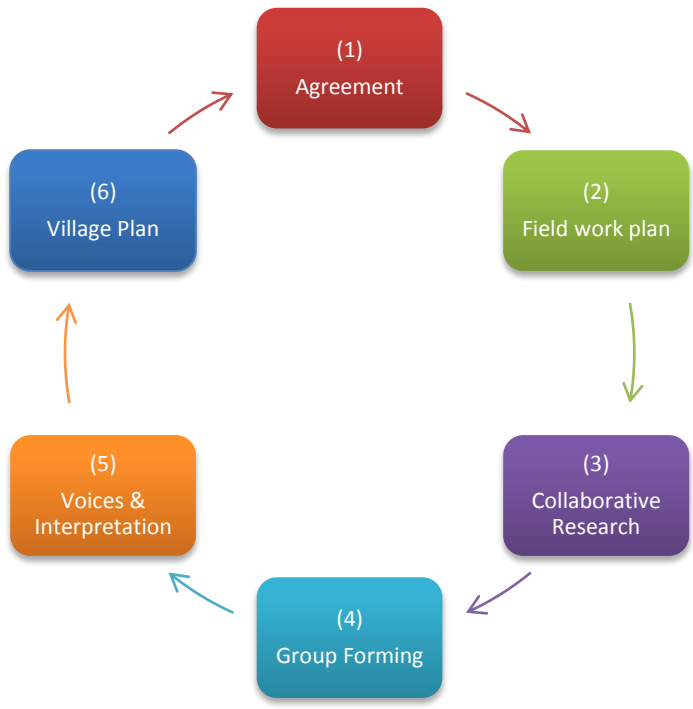 (1)
Agreement
(2)
Field work plan
(3)
Collaborative
Research
(4)
Group Forming
(5)
Voices &
Interpretation
(6)
Village Plan